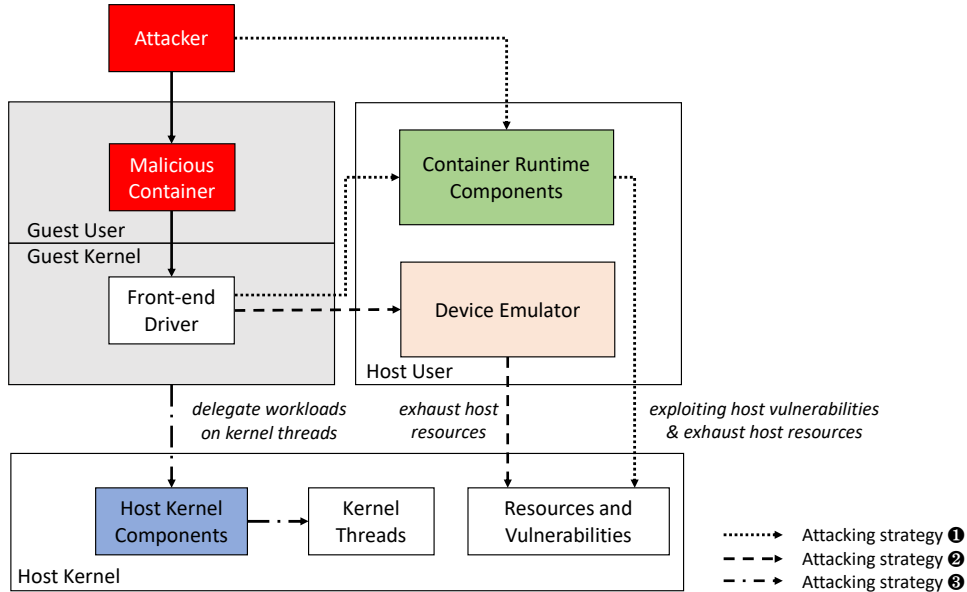 Attacker
Malicious
Container
Guest User
Guest Kernel
Front-end
Driver
Container Runtime
Components
Device Emulator
Host User
delegate workloads
on kernel threads
exhaust host
resources
exploiting host vulnerabilities
& exhaust host resources
Host Kernel
Components
Kernel
Threads
Resources and
Vulnerabilities
Host Kernel
Attacking strategy ❶
Attacking strategy ❷
Attacking strategy ❸